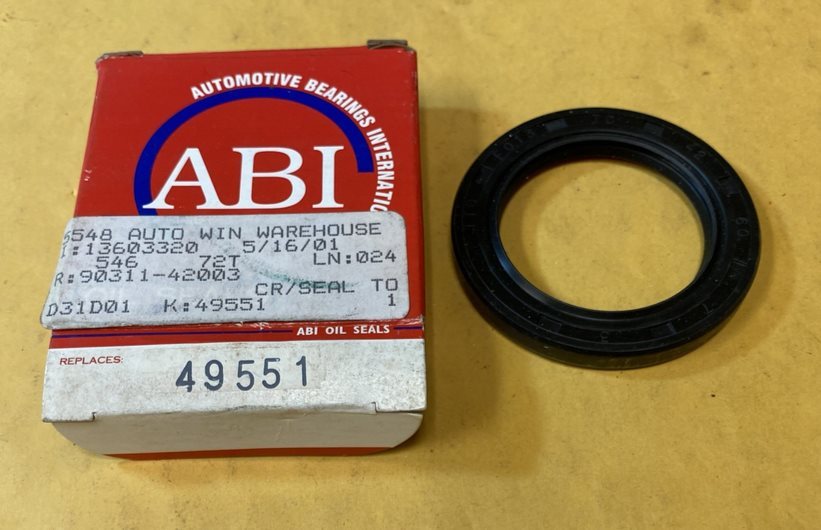 AUTOMOTIVE BEARINGS INTERNATIO
ABI
6548 AUTO WIN WAREHOUSE
I:13603320 5/16/01
546 72T LN:024
R:90311-42003
CR/SEAL TO
D31D01 K:49551 1
ABI OIL SEALS
REPLACES:
49551